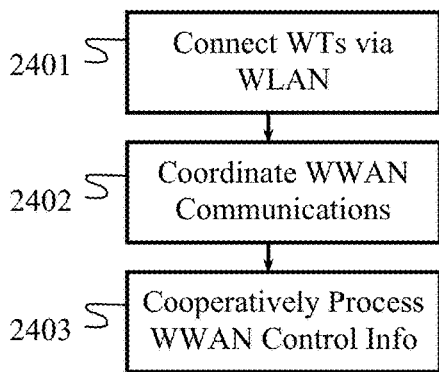 2401
Connect WTs via
WLAN
2402
Coordinate WWAN
Communications
2403
Cooperatively Process
WWAN Control Info